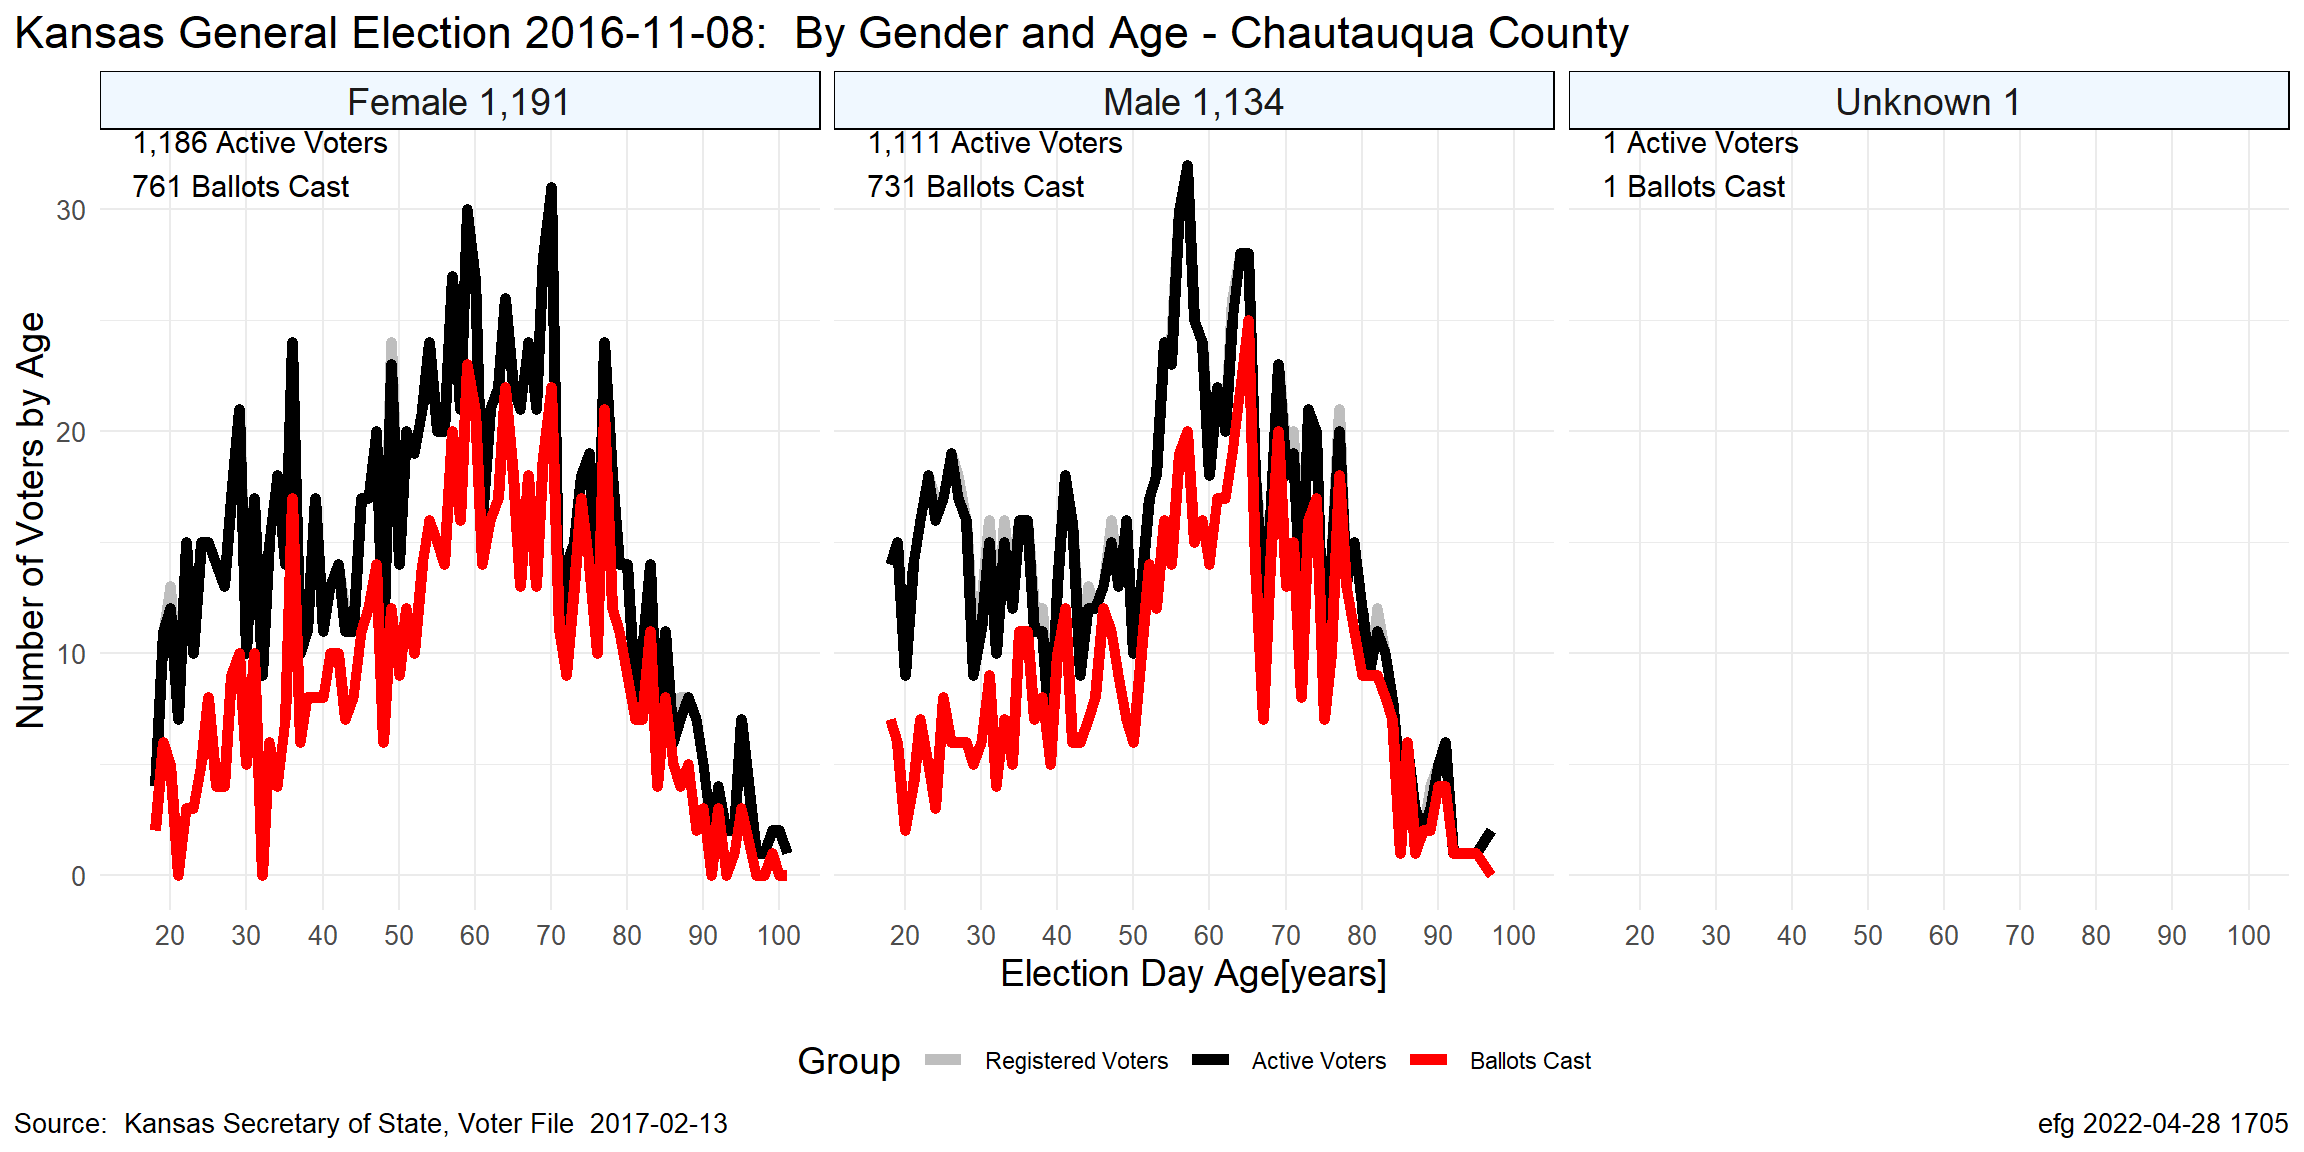 Kansas General Election 2016-11-08:  By Gender and Age - Chautauqua County
Female 1,191
Male 1,134
Unknown 1
1,186 Active Voters
761 Ballots Cast
1,111 Active Voters
731 Ballots Cast
1 Active Voters
1 Ballots Cast
Number of Voters by Age
30
20
10
0
20 30 40 50 60 70 80 90 100
20 30 40 50 60 70 80 90 100
20 30 40 50 60 70 80 90 100
Election Day Age[years]
Group Registered Voters Active Voters Ballots Cast
Source:  Kansas Secretary of State, Voter File  2017-02-13
efg 2022-04-28 1705